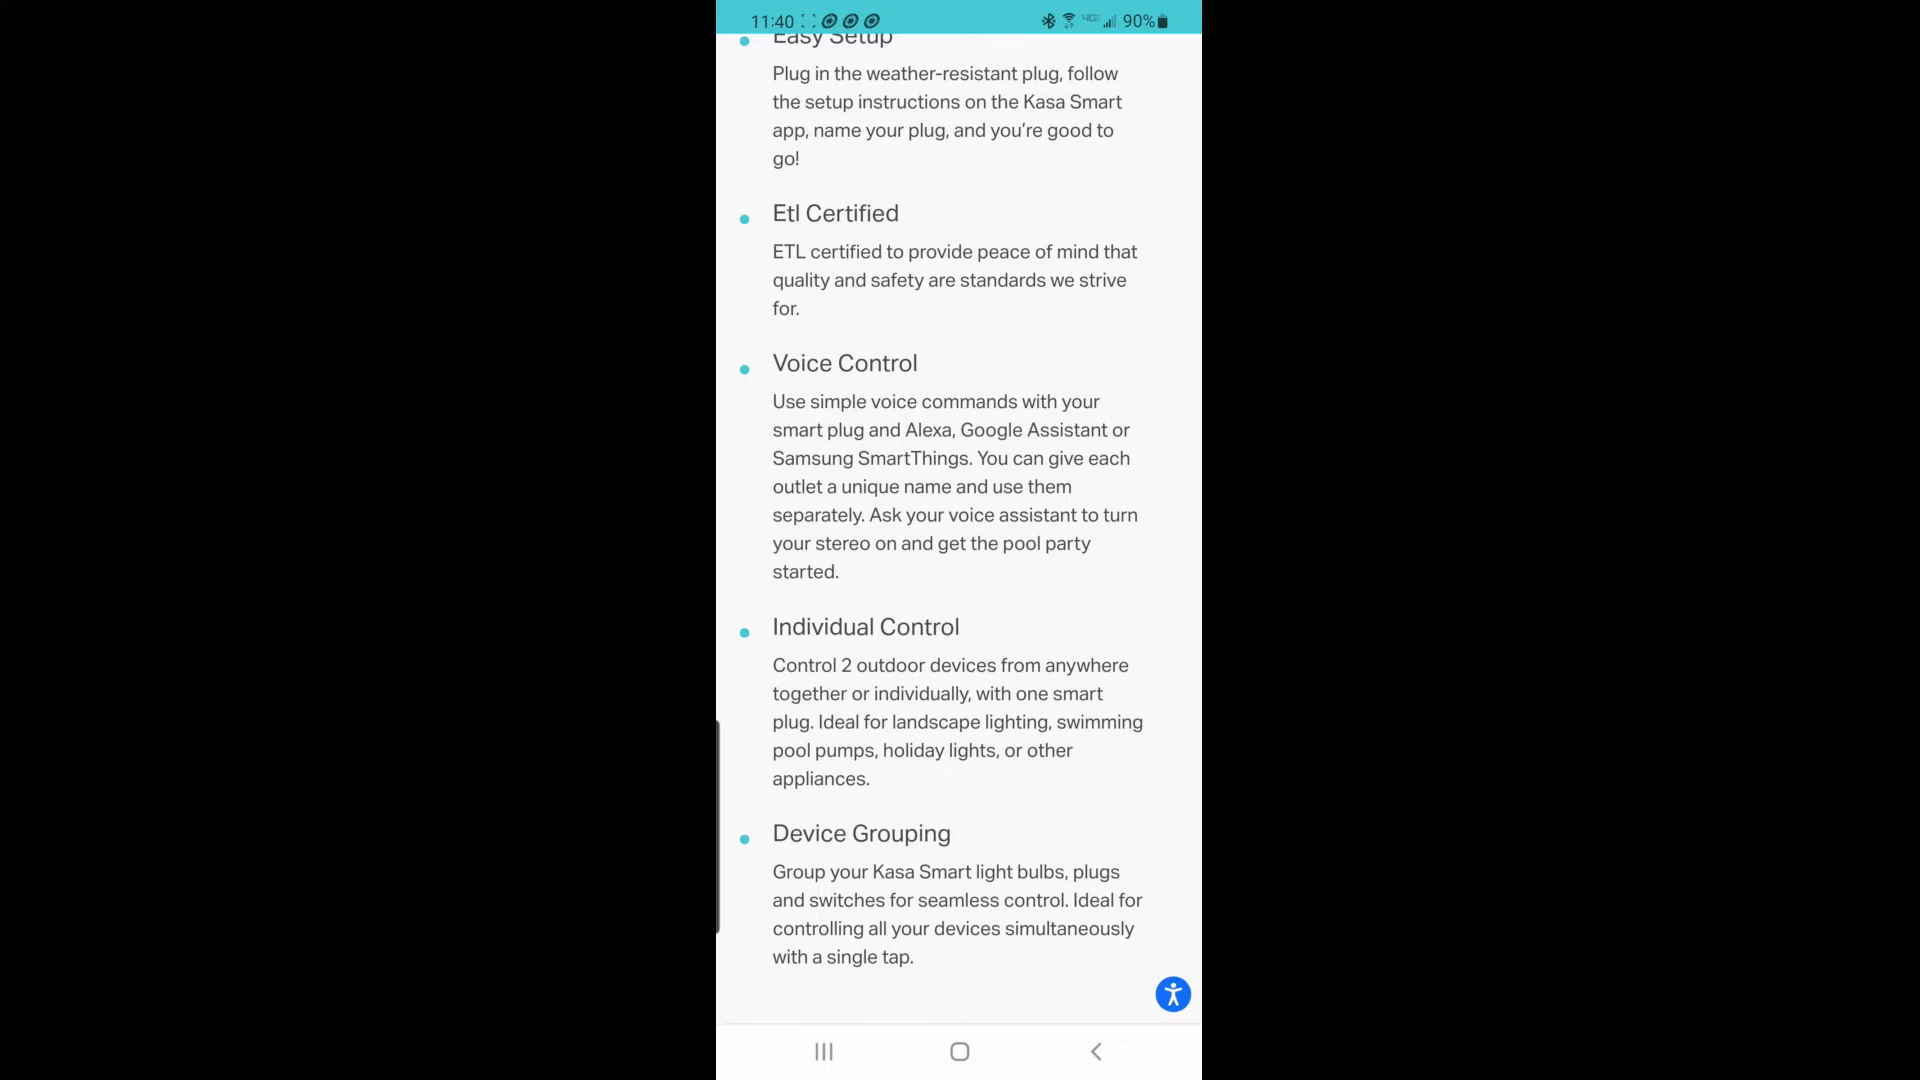 11:40 4G 90%
Easy Setup
Plug in the weather-resistant plug, follow
the setup instructions on the Kasa Smart
app, name your plug, and you’re good to
go!
Etl Certified
ETL certified to provide peace of mind that
quality and safety are standards we strive
for.
Voice Control
Use simple voice commands with your
smart plug and Alexa, Google Assistant or
Samsung SmartThings. You can give each
outlet a unique name and use them
separately. Ask your voice assistant to turn
your stereo on and get the pool party
started.
Individual Control
Control 2 outdoor devices from anywhere
together or individually, with one smart
plug. Ideal for landscape lighting, swimming
pool pumps, holiday lights, or other
appliances.
Device Grouping
Group your Kasa Smart light bulbs, plugs
and switches for seamless control. Ideal for
controlling all your devices simultaneously
with a single tap.